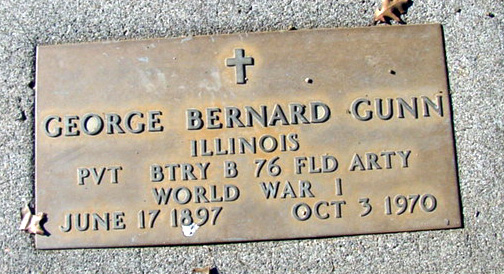 GEORGE BERNARD GUNN
ILLINOIS
PVT BTRY B 76 FLD ARTY
WORLD WAR I
JUNE 17 1897 OCT 3 1970